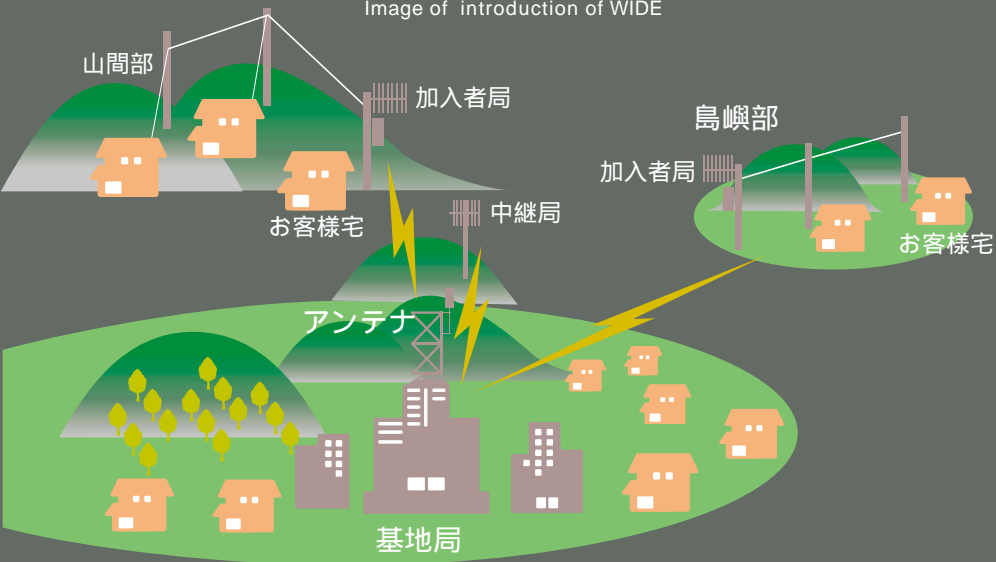 Image of introduction of WIDE
山間部
加入者局
島嶼部
加入者局
お客様宅
中継局
お客様宅
アンテナ
基地局